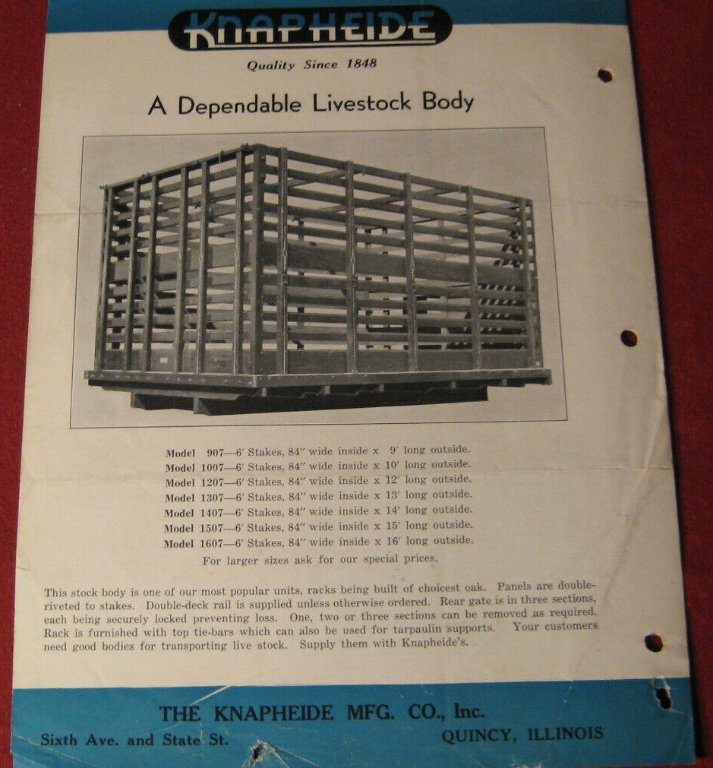 KNAPHEIDE
Quality Since 1848
A Dependable Livestock Body
Model 907—6' Stakes, 84" wide inside x 9' long outside.
Model 1007—6' Stakes, 84" wide inside x 10' long outside.
Model 1207—6' Stakes, 84" wide inside x 12' long outside.
Model 1307—6' Stakes, 84" wide inside x 13' long outside.
Model 1407—6' Stakes, 84" wide inside x 14' long outside.
Model 1507—6' Stakes, 84" wide inside x 15' long outside.
Model 1607—6' Stakes, 84" wide inside x 16' long outside.
For larger sizes ask for our special prices.
This stock body is one of our most popular units, racks being built of choicest oak. Panels are double-
riveted to stakes. Double-deck rail is supplied unless otherwise ordered. Rear gate is in three sections,
each being securely locked preventing loss. One, two or three sections can be removed as required.
Rack is furnished with top tie-bars which can also be used for tarpaulin supports. Your customers
need good bodies for transporting live stock. Supply them with Knapheide's.
THE KNAPHEIDE MFG. CO., Inc.
Sixth Ave. and State St. QUINCY, ILLINOIS